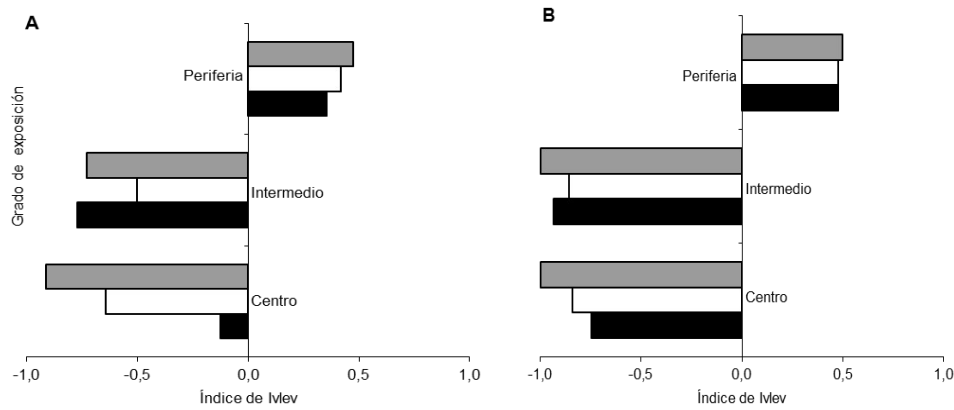 A
Grado de exposición
Periferia
Intermedio
Centro
-1,0 -0,5 0,0 0,5 1,0
Índice de Ivlev
B
Periferia
Intermedio
Centro
-1,0 -0,5 0,0 0,5 1,0
Índice de Ivlev